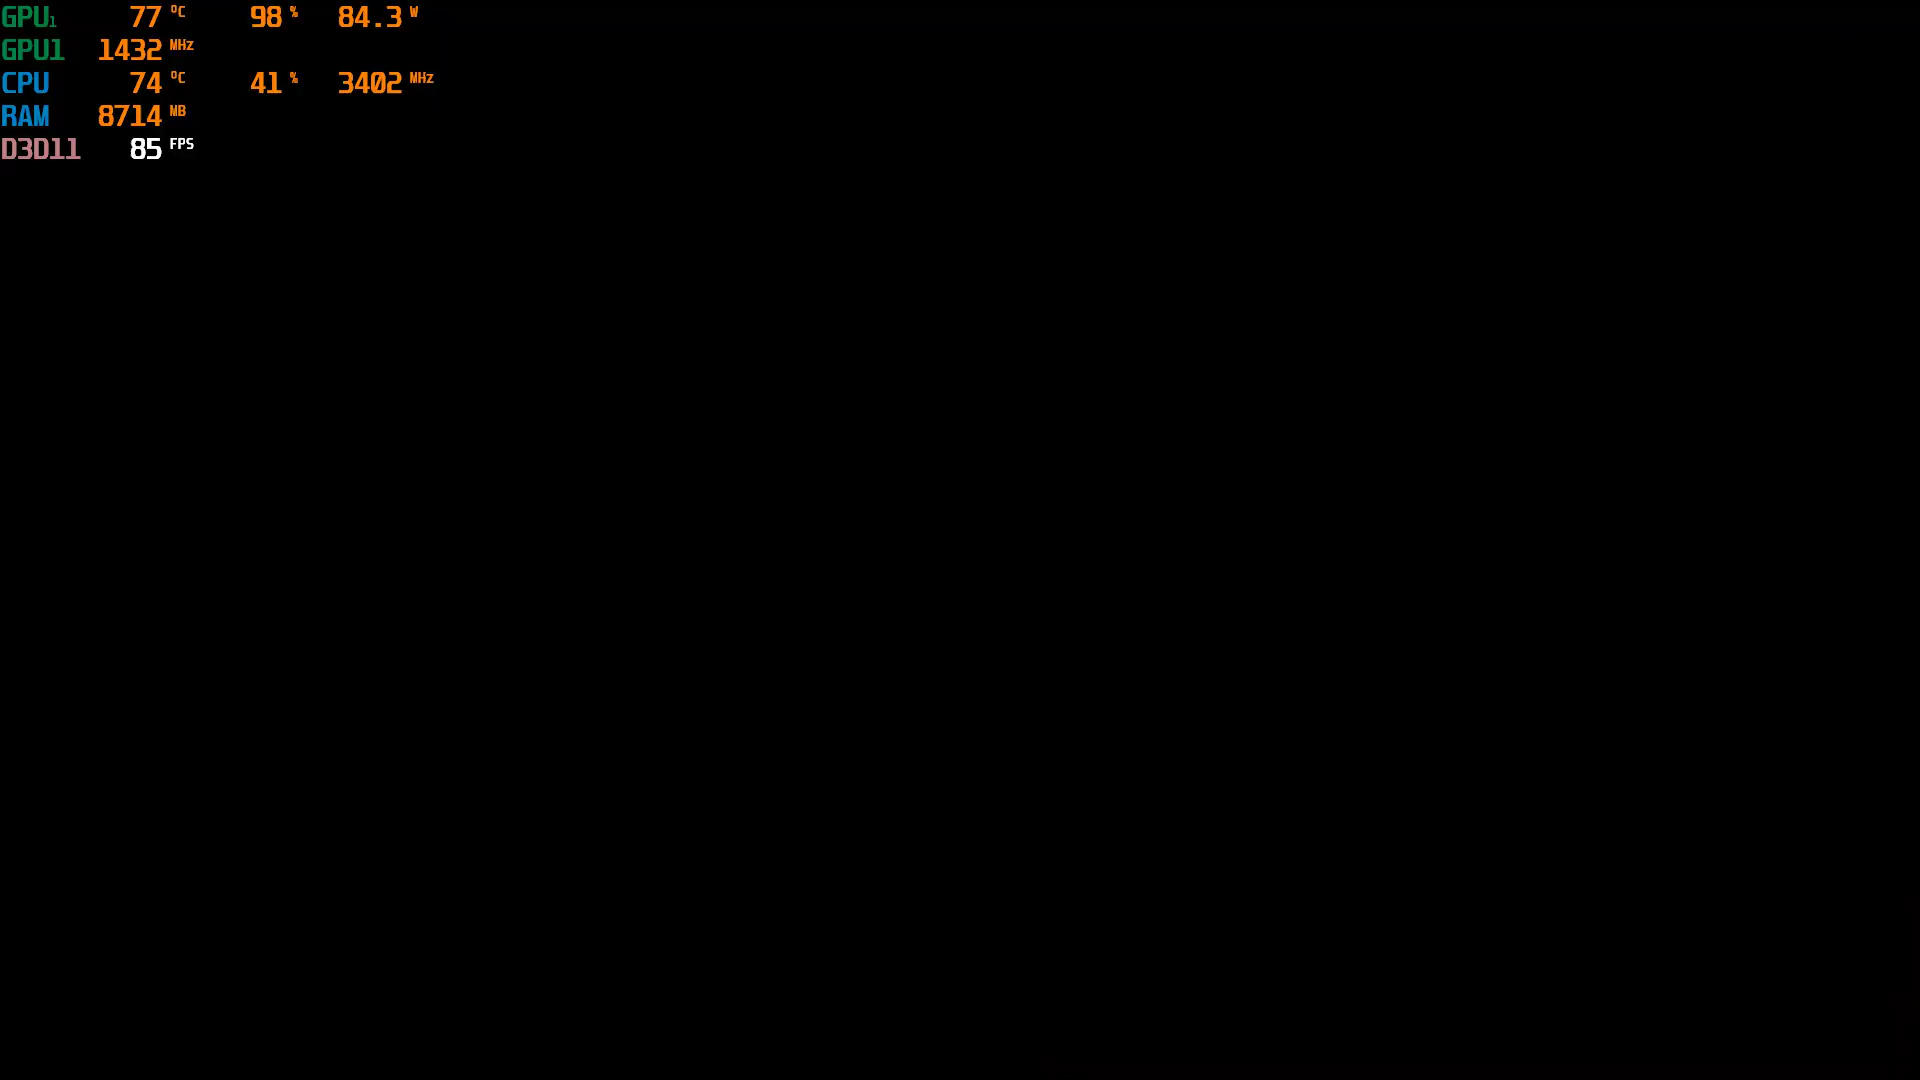 GPU1 77 °C 98 % 84.3 W
GPU1 1432 MHz
CPU 74 °C 41 % 3402 MHz
RAM 8714 MB
D3D11 85 FPS